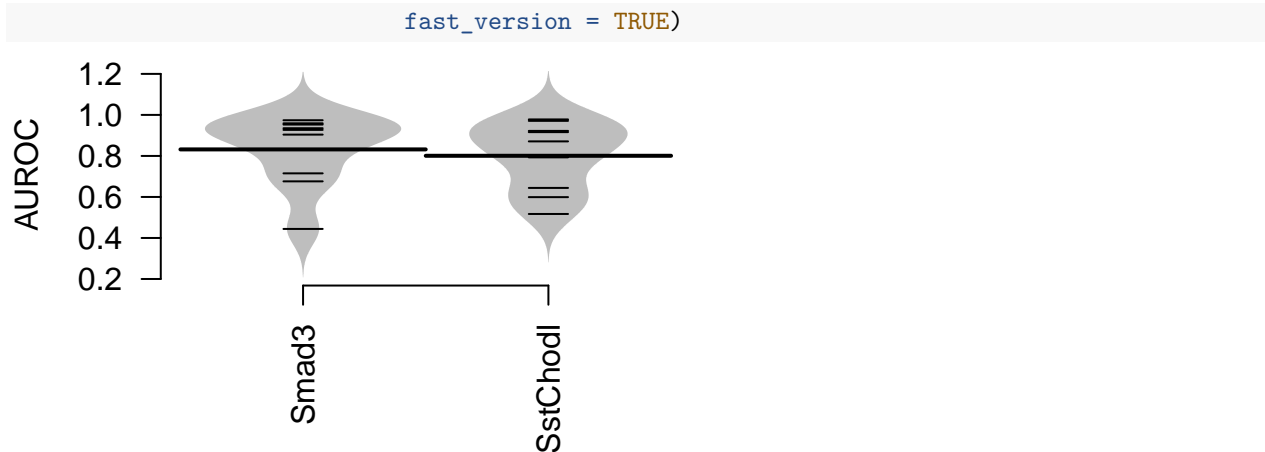 fast_version = TRUE)
1.2
1.0
0.8
0.6
0.4
0.2
AUROC
Smad3
SstChodl